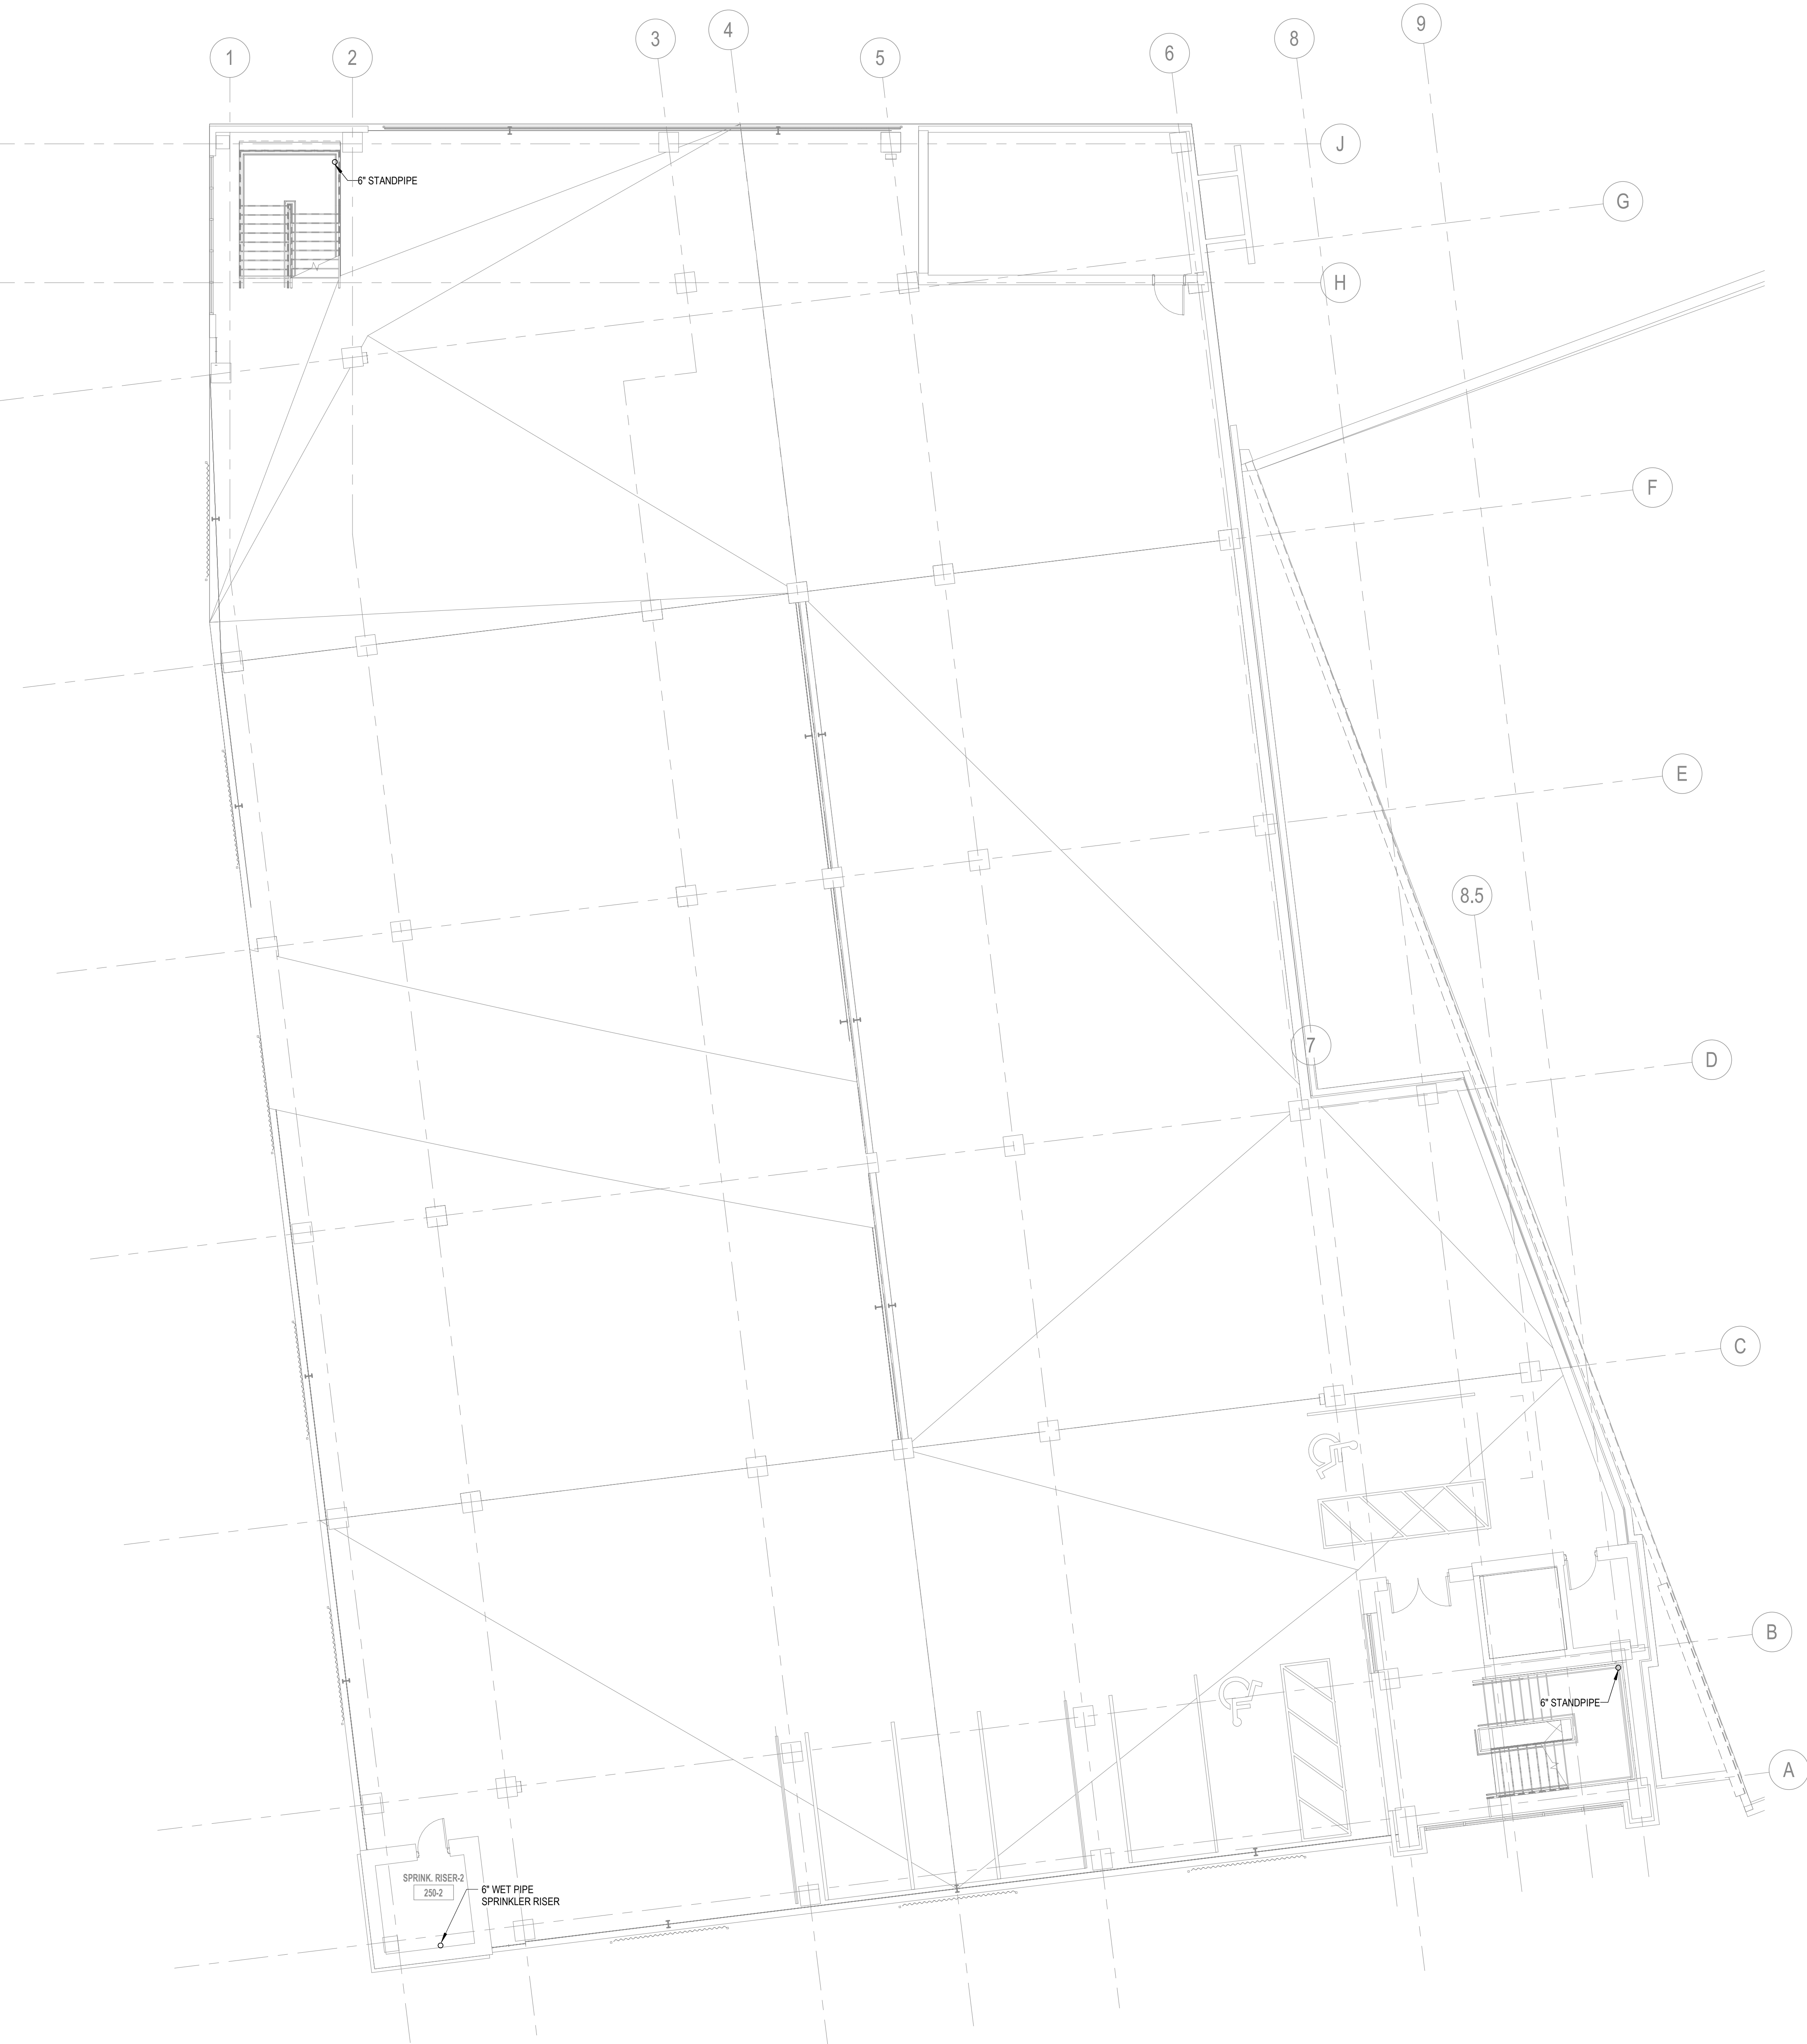 1
2
3
4
5
6
8
9
J
6" STANDPIPE
G
H
F
E
8.5
7
D
C
B
6" STANDPIPE
A
SPRINK. RISER-2
250-2
6" WET PIPE
SPRINKLER RISER